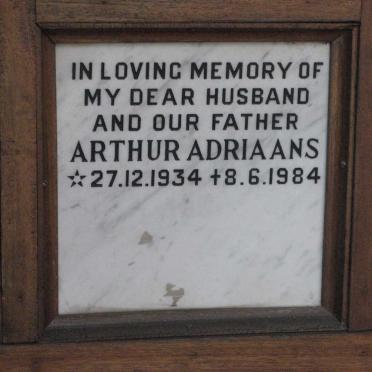 IN LOVING MEMORY OF
MY DEAR HUSBAND
AND OUR FATHER
ARTHUR ADRIAANS
☆ 27.12.1934 ✝8.6.1984